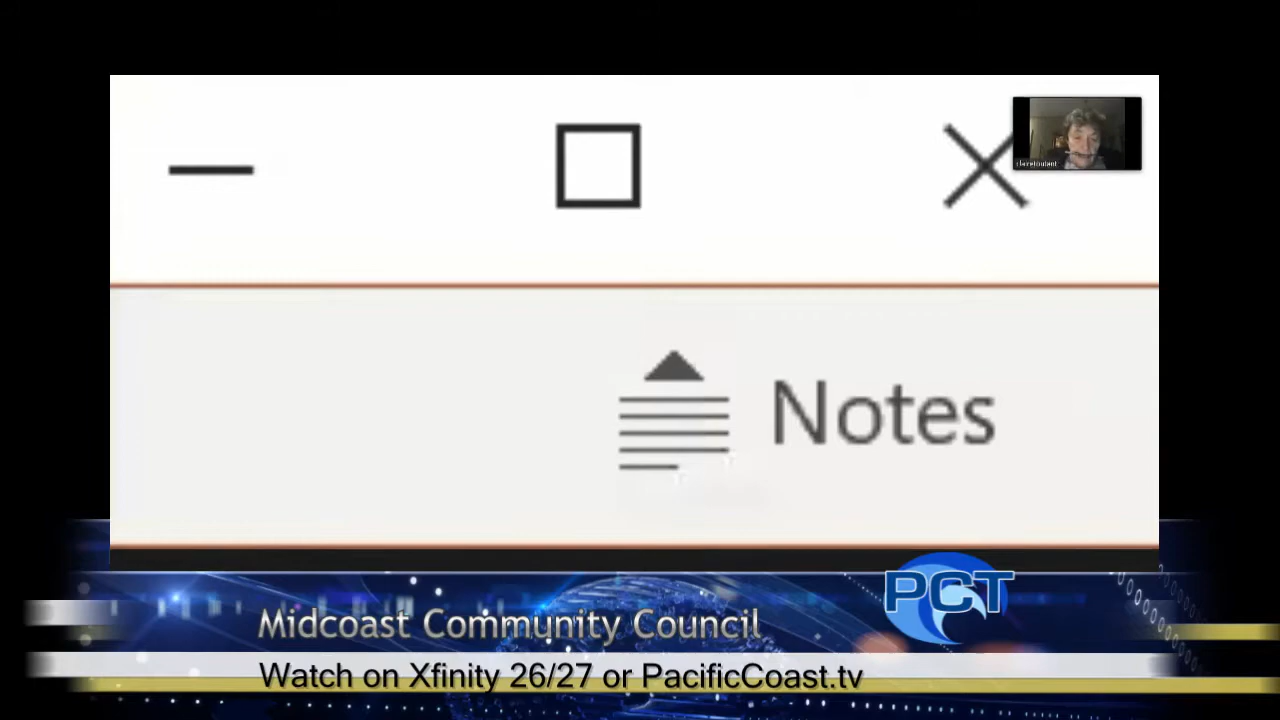 Notes
PCT
Midcoast Community Council
Watch on Xfinity 26/27 or PacificCoast.tv